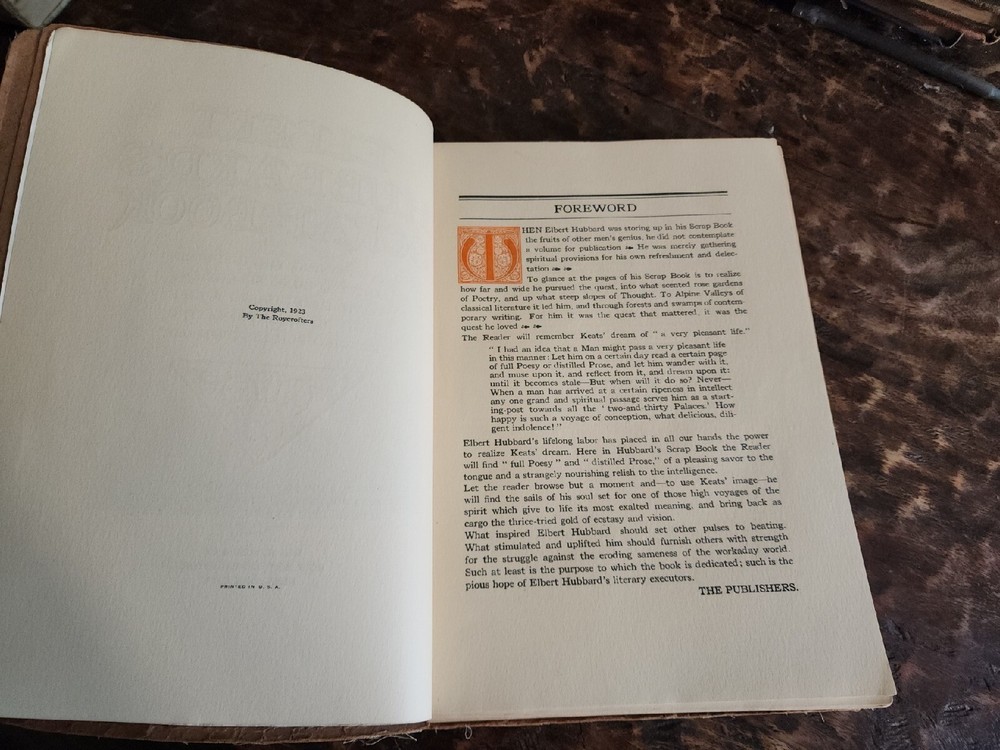 Copyright, 1923
By The Roycrofters
PRINTED IN U. S. A.
FOREWORD
WHEN Elbert Hubbard was storing up in his Scrap Book
the fruits of other men's genius, he did not contemplate
a volume for publication ❧ He was merely gathering
spiritual provisions for his own refreshment and delec-
tation ❧ ❧
To glance at the pages of his Scrap Book is to realize
how far and wide he pursued the quest, into what scented rose gardens
of Poetry, and up what steep slopes of Thought. To Alpine Valleys of
classical literature it led him, and through forests and swamps of contem-
porary writing. For him it was the quest that mattered, it was the
quest he loved ❧ ❧
The Reader will remember Keats' dream of " a very pleasant life."
" I had an idea that a Man might pass a very pleasant life
in this manner: Let him on a certain day read a certain page
of full Poesy or distilled Prose, and let him wander with it,
and muse upon it, and reflect from it, and dream upon it:
until it becomes stale—But when will it do so? Never—
When a man has arrived at a certain ripeness in intellect
any one grand and spiritual passage serves him as a start-
ing-post towards all the ' two-and-thirty Palaces.' How
happy is such a voyage of conception, what delicious, dili-
gent indolence! "
Elbert Hubbard's lifelong labor has placed in all our hands the power
to realize Keats' dream. Here in Hubbard's Scrap Book the Reader
will find " full Poesy " and " distilled Prose," of a pleasing savor to the
tongue and a strangely nourishing relish to the intelligence.
Let the reader browse but a moment and—to use Keats' image—he
will find the sails of his soul set for one of those high voyages of the
spirit which give to life its most exalted meaning, and bring back as
cargo the thrice-tried gold of ecstasy and vision.
What inspired Elbert Hubbard should set other pulses to beating.
What stimulated and uplifted him should furnish others with strength
for the struggle against the eroding sameness of the workaday world.
Such at least is the purpose to which the book is dedicated; such is the
pious hope of Elbert Hubbard's literary executors.
THE PUBLISHERS.